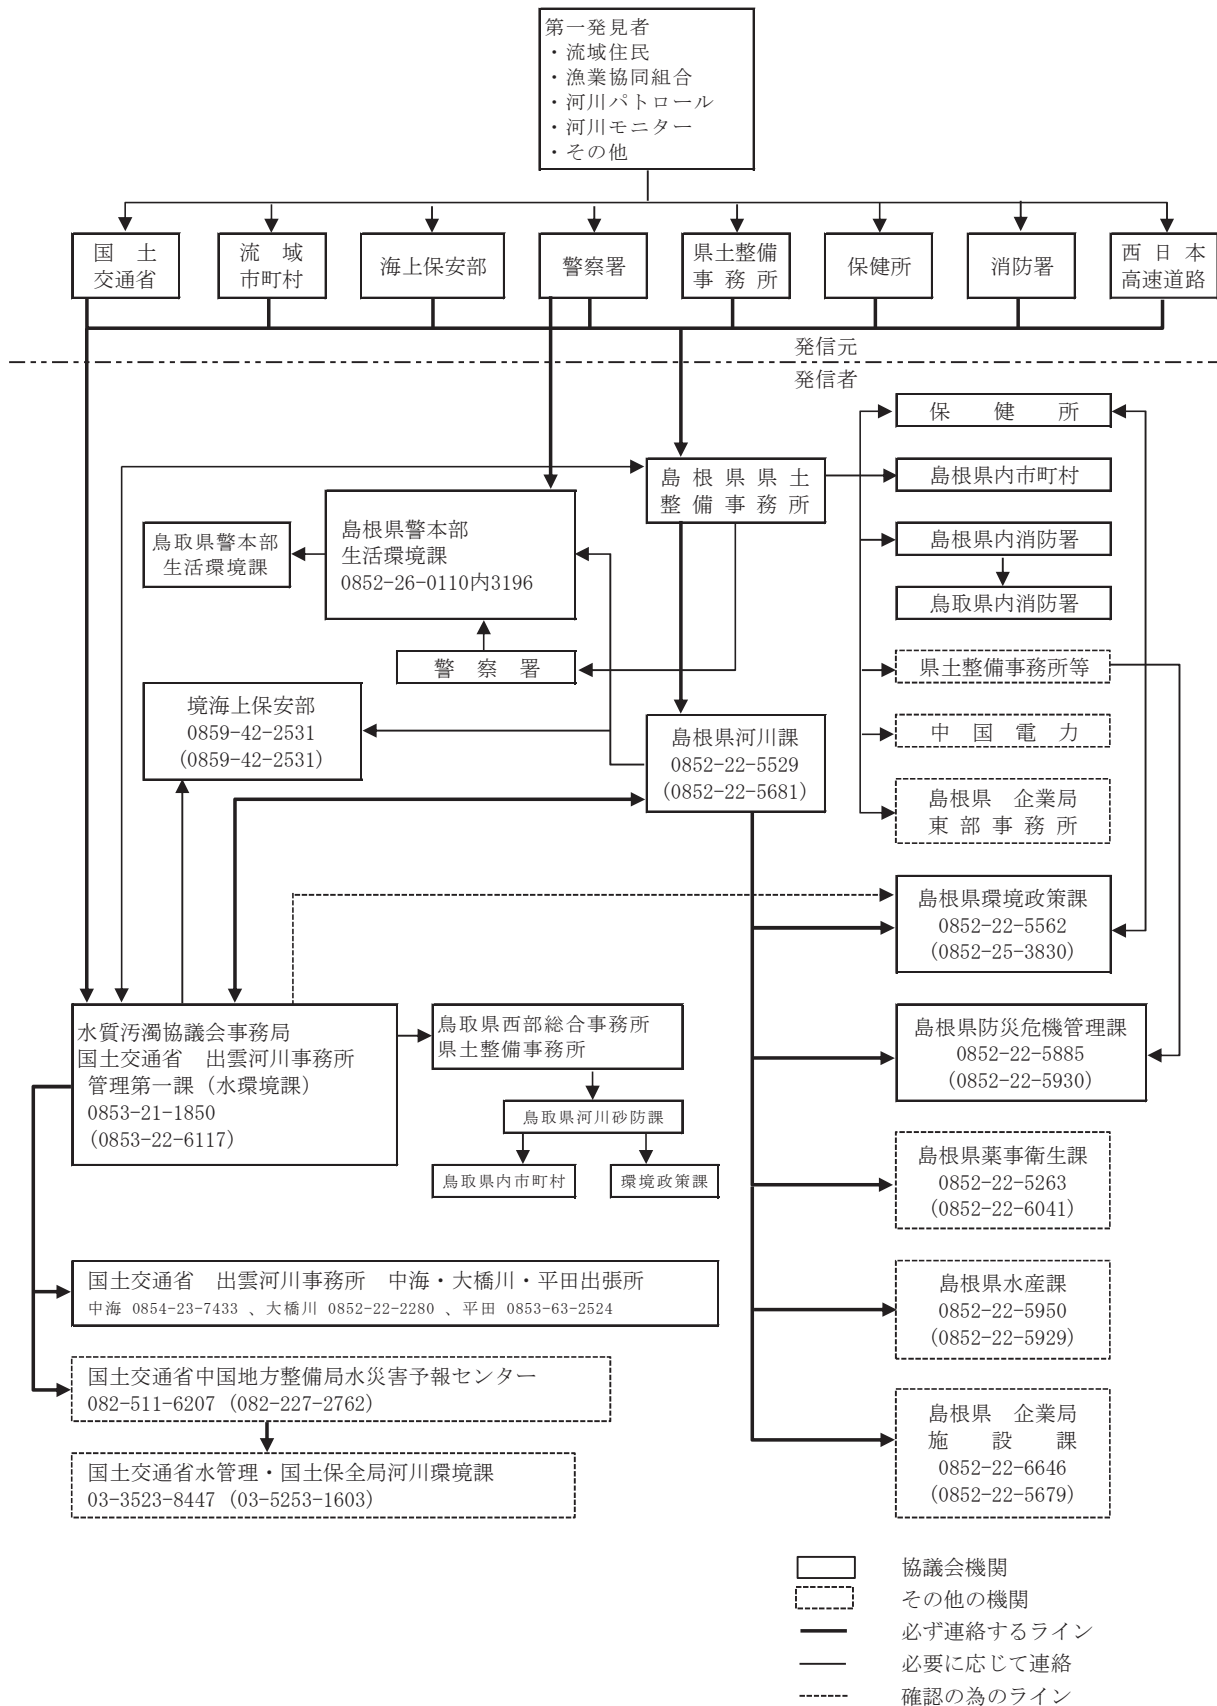 第一発見者
・流域住民
・漁業協同組合
・河川パトロール
・河川モニター
・その他
国 土
交通省
流 域
市町村
海上保安部
警察署
県土整備
事 務 所
保健所
消防署
西 日 本
高速道路
発信元
発信者
保 健 所
島 根 県 県 土
整 備 事 務 所
島根県内市町村
島根県警本部
生活環境課
0852-26-0110内3196
鳥取県警本部
生活環境課
島根県内消防署
鳥取県内消防署
警 察 署
県土整備事務所等
境海上保安部
0859-42-2531
(0859-42-2531)
島根県河川課
0852-22-5529
(0852-22-5681)
中 国 電 力
島根県 企業局
東 部 事 務 所
島根県環境政策課
0852-22-5562
(0852-25-3830)
水質汚濁協議会事務局
国土交通省 出雲河川事務所
管理第一課（水環境課）
0853-21-1850
(0853-22-6117)
鳥取県西部総合事務所
県土整備事務所
島根県防災危機管理課
0852-22-5885
(0852-22-5930)
鳥取県河川砂防課
鳥取県内市町村
環境政策課
島根県薬事衛生課
0852-22-5263
(0852-22-6041)
国土交通省 出雲河川事務所 中海・大橋川・平田出張所
中海 0854-23-7433 、大橋川 0852-22-2280 、平田 0853-63-2524
島根県水産課
0852-22-5950
(0852-22-5929)
国土交通省中国地方整備局水災害予報センター
082-511-6207 (082-227-2762)
島根県 企業局
施 設 課
0852-22-6646
(0852-22-5679)
国土交通省水管理・国土保全局河川環境課
03-3523-8447 (03-5253-1603)
協議会機関
その他の機関
必ず連絡するライン
必要に応じて連絡
確認の為のライン